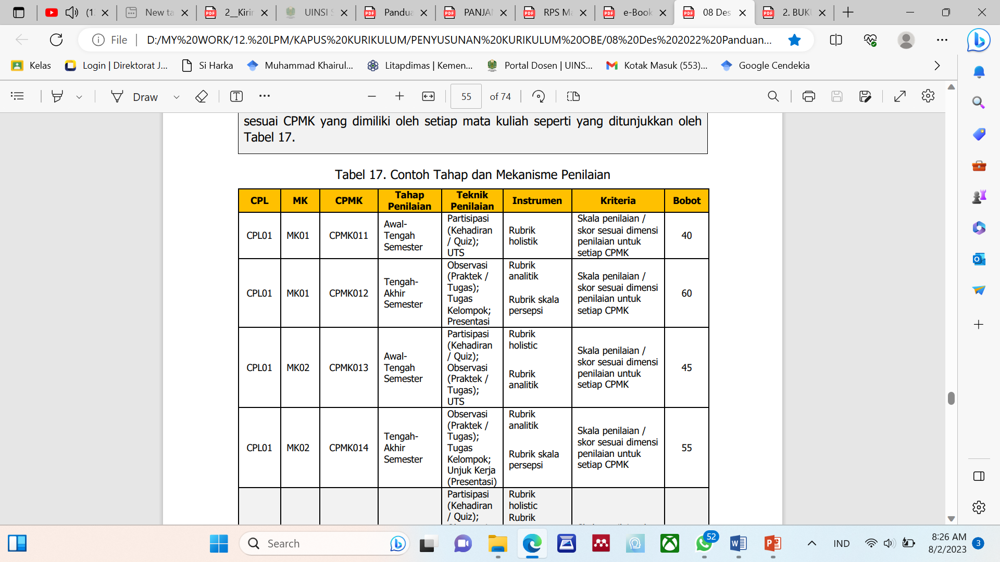 (1
New ta
2__Kirir
UINSI S
Pandua
PANJAN
RPS Ma
e-Book
08 Des
2. BUKU
File
D:/MY%20WORK/12.%20LPM/KAPUS%20KURIKULUM/PENYUSUNAN%20KURIKULUM%20OBE/08%20Des%202022%20Panduan...
Kelas
Login | Direktorat J...
Si Harka
Muhammad Khairul...
Litapdimas | Kemen...
Portal Dosen | UINS...
Kotak Masuk (553)...
Google Cendekia
Draw
55 of 74
sesuai CPMK yang dimiliki oleh setiap mata kuliah seperti yang ditunjukkan oleh
Tabel 17.
Tabel 17. Contoh Tahap dan Mekanisme Penilaian
CPL
MK
CPMK
Tahap
Penilaian
Teknik
Penilaian
Instrumen
Kriteria
Bobot
CPL01
MK01
CPMK011
Awal-
Tengah
Semester
Partisipasi
(Kehadiran
/ Quiz);
UTS
Rubrik
holistik
Skala penilaian /
skor sesuai dimensi
penilaian untuk
setiap CPMK
40
CPL01
MK01
CPMK012
Tengah-
Akhir
Semester
Observasi
(Praktek /
Tugas);
Tugas
Kelompok;
Presentasi
Rubrik
analitik
Rubrik skala
persepsi
Skala penilaian /
skor sesuai dimensi
penilaian untuk
setiap CPMK
60
CPL01
MK02
CPMK013
Awal-
Tengah
Semester
Partisipasi
(Kehadiran
/ Quiz);
Observasi
(Praktek /
Tugas);
UTS
Rubrik
holistic
Rubrik
analitik
Skala penilaian /
skor sesuai dimensi
penilaian untuk
setiap CPMK
45
CPL01
MK02
CPMK014
Tengah-
Akhir
Semester
Observasi
(Praktek /
Tugas);
Tugas
Kelompok;
Unjuk Kerja
(Presentasi)
Rubrik
analitik
Rubrik skala
persepsi
Skala penilaian /
skor sesuai dimensi
penilaian untuk
setiap CPMK
55
Partisipasi
(Kehadiran
/ Quiz);
Rubrik
holistic
Rubrik
Search
52
IND
8:26 AM
8/2/2023
3